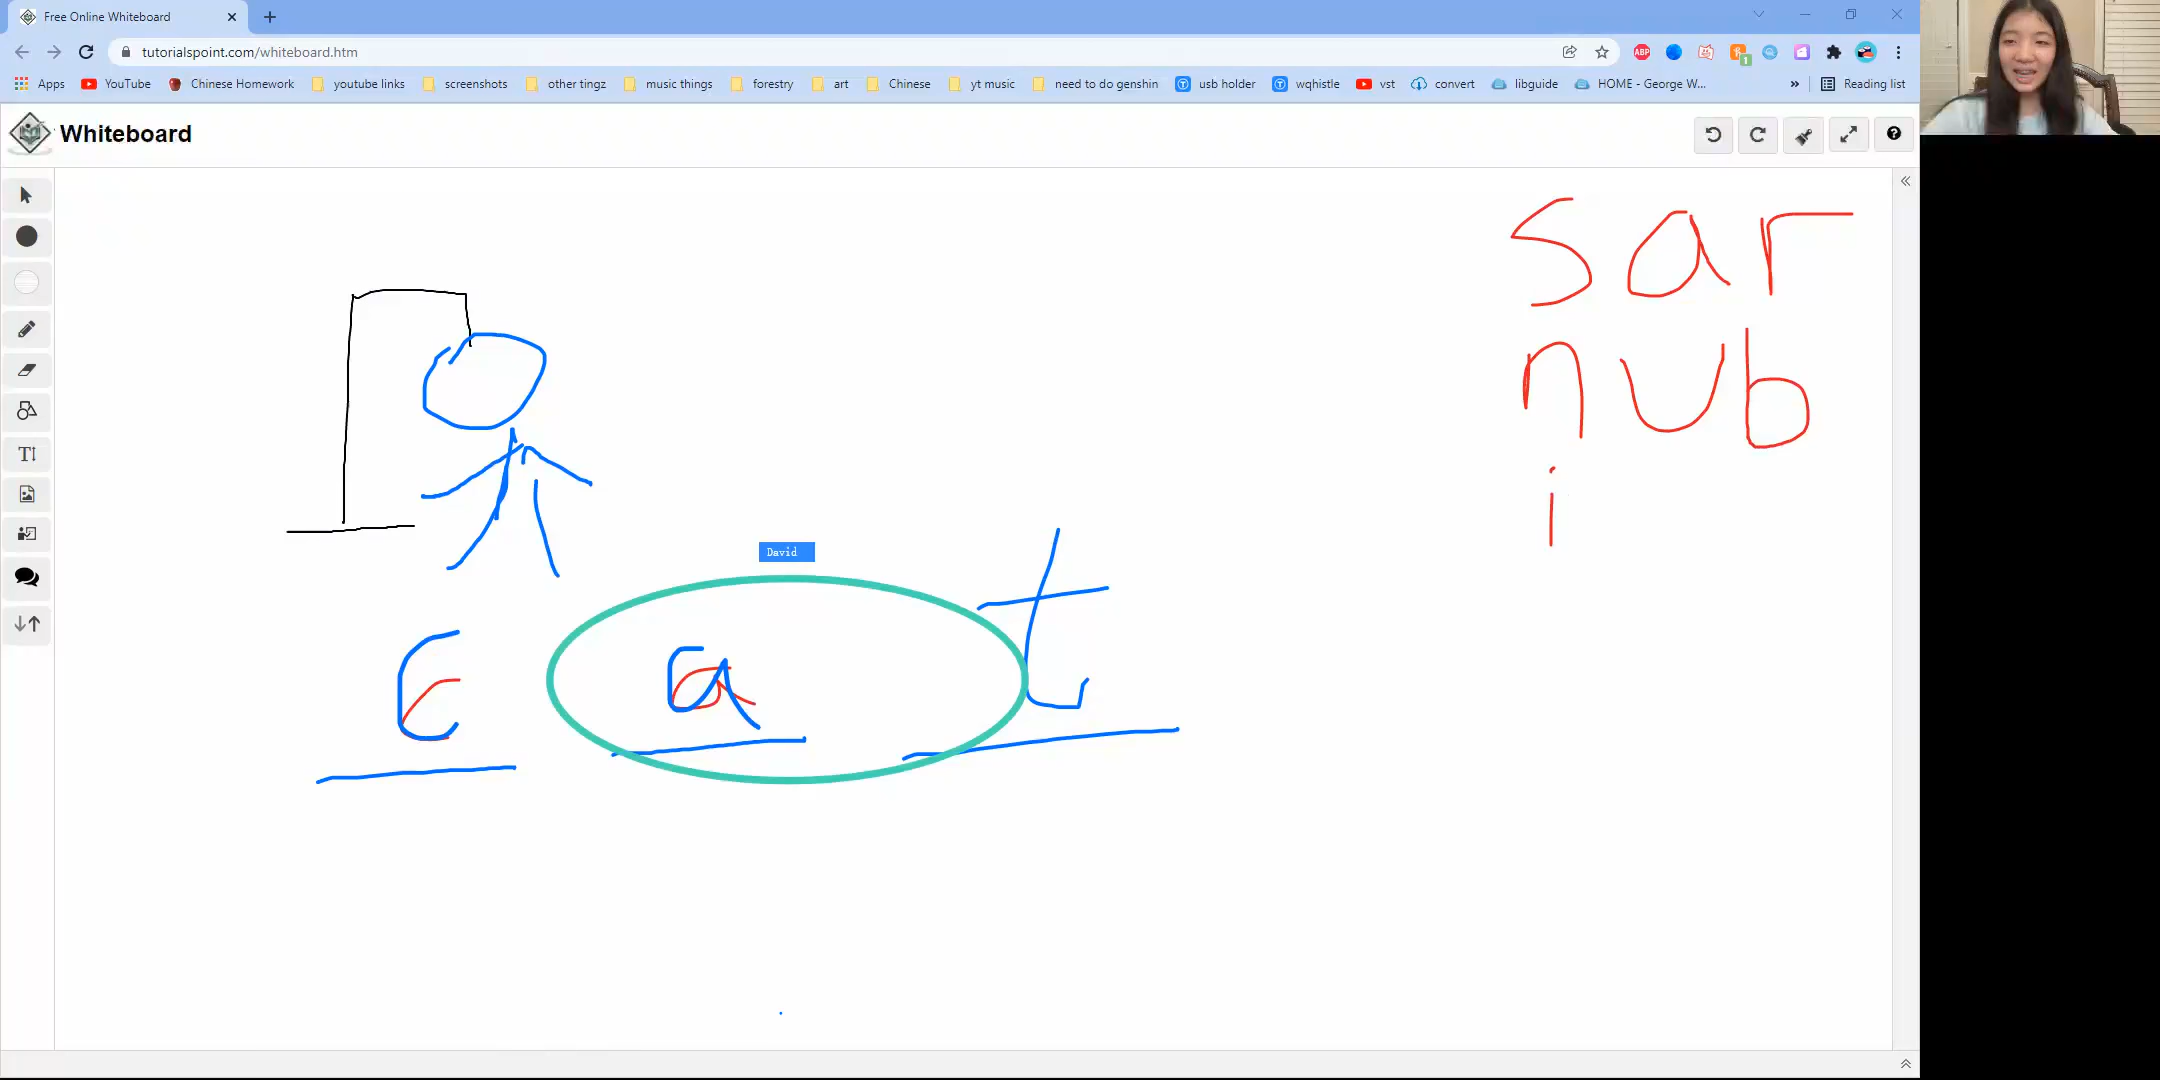 Free Online Whiteboard
tutorialspoint.com/whiteboard.htm
ABP
1
Apps YouTube Chinese Homework youtube links screenshots other tingz music things forestry art Chinese yt music need to do genshin usb holder wqhistle vst convert libguide HOME - George W... » Reading list
Whiteboard
s a r
n u b
i
David
c a t